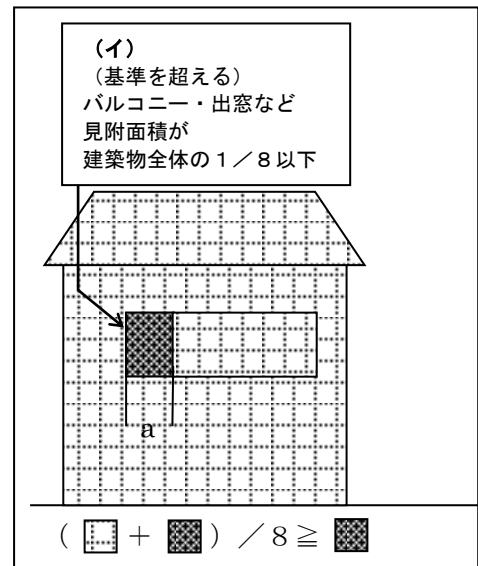 （イ）
（基準を超える）
バルコニー・出窓など
見附面積が
建築物全体の１／８以下
a
（ ＋ ）／8≧